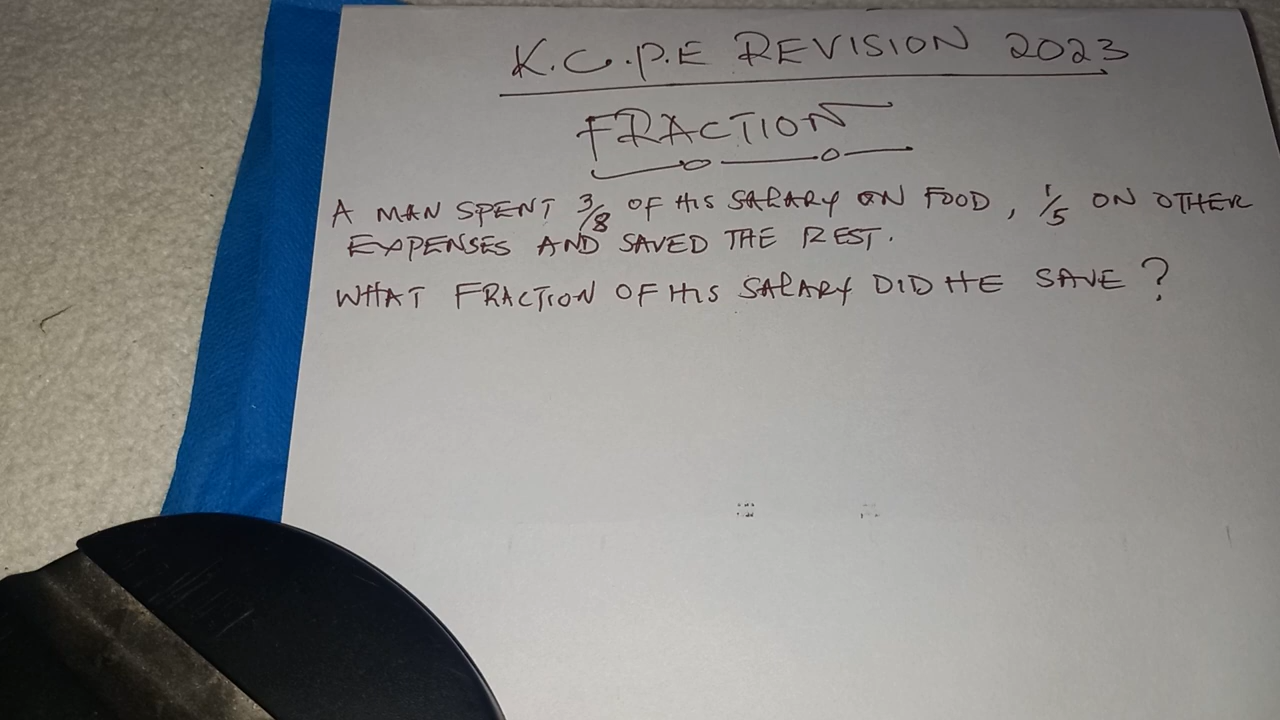 K.C.P.E REVISION 2023
FRACTION
A MAN SPENT 3/8 OF HIS SALARY ON FOOD, 1/5 ON OTHER
EXPENSES AND SAVED THE REST.
WHAT FRACTION OF HIS SALARY DID HE SAVE ?